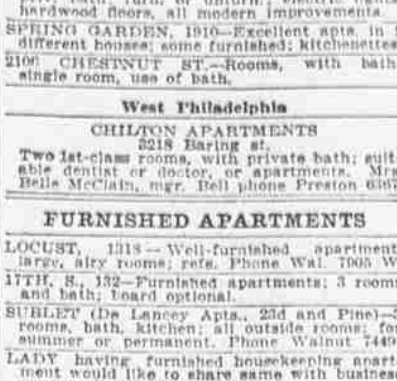 hardwood floors, all modern improvements.
SPRING GARDEN, 1910—Excellent apts. in
different houses; some furnished; kitchenettes
2106 CHESTNUT ST.—Rooms, with bath
single room, use of bath.
West Philadelphia
CHILTON APARTMENTS
3218 Baring st.
Two 1st-class rooms, with private bath; suit-
able dentist or doctor, or apartments. Mrs
Belle McClain, mgr. Bell phone Preston
FURNISHED APARTMENTS
LOCUST, 1318—Well-furnished apartment
large, airy rooms; refs. Phone Wal. 7005 W
17TH, S., 132—Furnished apartments; 3 rooms
and bath; board optional.
SUBLET (De Lancey Apts., 23d and Pine)—3
rooms, bath, kitchen; all outside rooms; for
summer or permanent. Phone Walnut 7449
LADY having furnished housekeeping apart-
ment would like to share same with business